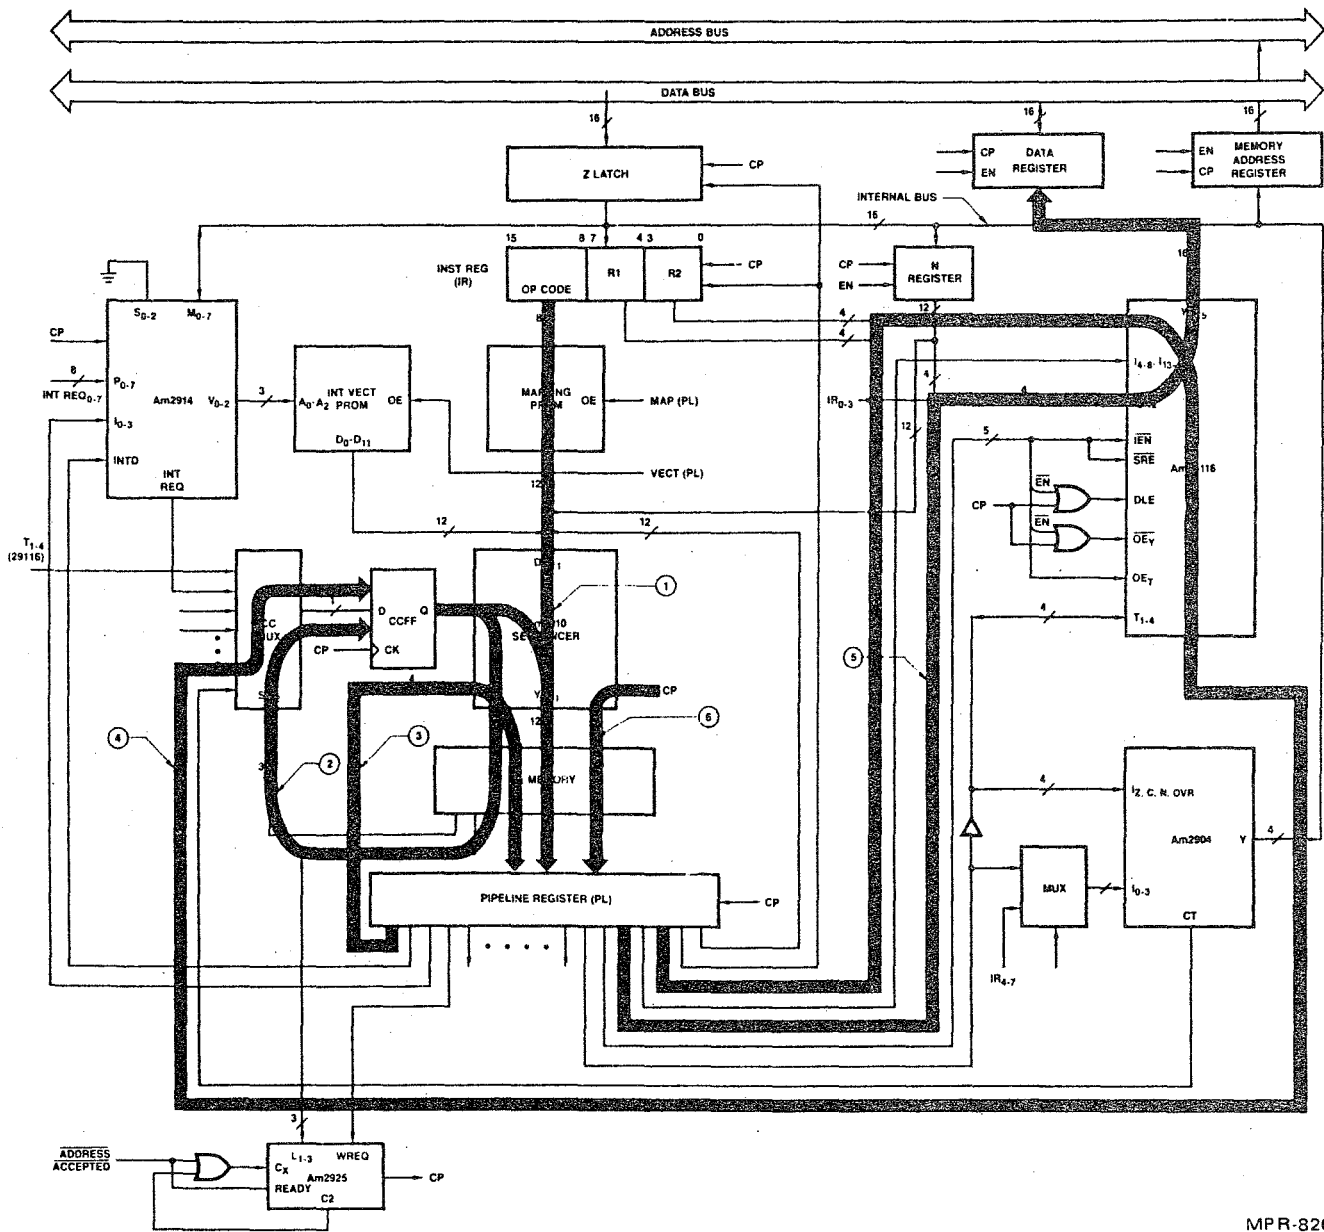 ADDRESS BUS
DATA BUS
16
16
16
Z LATCH
CP
CP
EN
DATA
REGISTER
EN
CP
MEMORY
ADDRESS
REGISTER
INTERNAL BUS
16
15
8 7
4 3
0
INST REG
(IR)
OP CODE
R1
R2
CP
CP
EN
N
REGISTER
16
S0-2
M0-7
CP
8
INT REQ0-7
P0-7
Am2914
V0-2
I0-3
INTD
INT
REQ
3
INT VECT
PROM
A0-A2
OE
D0-D11
8
OE
MAP (PL)
VECT (PL)
12
12
12
4
4
12
4
12
IR0-3
4
I4-8, I13-
5
IEN
SRE
EN
DLE
CP
EN
OEY
OET
4
T1-4
T1-4
(29116)
D
Q
CCFF
CK
CP
SEQUENCER
1
5
4
CP
12
4
2
3
6
3
MEMORY
PIPELINE REGISTER (PL)
CP
4
IZ, C, N, OVR
Am2904
Y
4
MUX
I0-3
CT
IR4-7
3
ADDRESS
ACCEPTED
L1-3
WREQ
CX
Am2925
READY
C2
CP